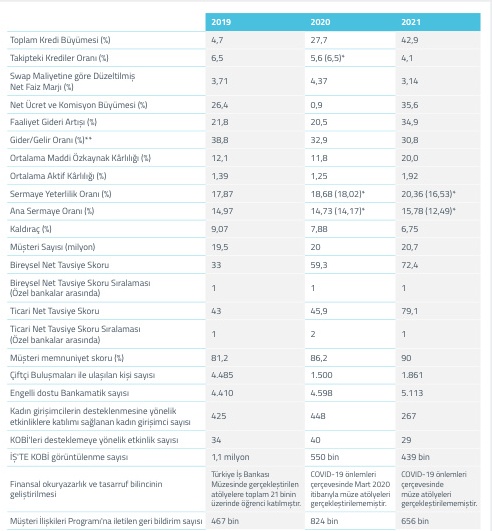 2019 2020 2021
Toplam Kredi Büyümesi (%) 4,7 27,7 42,9
Takipteki Krediler Oranı (%) 6,5 5,6 (6,5)* 4,1
Swap Maliyetine göre Düzeltilmiş
Net Faiz Marjı (%) 3,71 4,37 3,14
Net Ücret ve Komisyon Büyümesi (%) 26,4 0,9 35,6
Faaliyet Gideri Artışı (%) 21,8 20,5 34,9
Gider/Gelir Oranı (%)** 38,8 32,9 30,8
Ortalama Maddi Özkaynak Kârlılığı (%) 12,1 11,8 20,0
Ortalama Aktif Kârlılığı (%) 1,39 1,25 1,92
Sermaye Yeterlilik Oranı (%) 17,87 18,68 (18,02)* 20,36 (16,53)*
Ana Sermaye Oranı (%) 14,97 14,73 (14,17)* 15,78 (12,49)*
Kaldıraç (%) 9,07 7,88 6,75
Müşteri Sayısı (milyon) 19,5 20 20,7
Bireysel Net Tavsiye Skoru 33 59,3 72,4
Bireysel Net Tavsiye Skoru Sıralaması
(Özel bankalar arasında) 1 1 1
Ticari Net Tavsiye Skoru 43 45,9 79,1
Ticari Net Tavsiye Skoru Sıralaması
(Özel bankalar arasında) 1 2 1
Müşteri memnuniyet skoru (%) 81,2 86,2 90
Çiftçi Buluşmaları ile ulaşılan kişi sayısı 4.485 1.500 1.861
Engelli dostu Bankamatik sayısı 4.410 4.598 5.113
Kadın girişimcilerin desteklenmesine yönelik
etkinliklere katılımı sağlanan kadın girişimci sayısı 425 448 267
KOBİ'leri desteklemeye yönelik etkinlik sayısı 34 40 29
İŞ'TE KOBİ görüntülenme sayısı 1,1 milyon 550 bin 439 bin
Finansal okuryazarlık ve tasarruf bilincinin
geliştirilmesi
Türkiye İş Bankası
Müzesinde gerçekleştirilen
atölyelere toplam 21 binin
üzerinde öğrenci katılmıştır.
COVID-19 önlemleri
çerçevesinde Mart 2020
itibarıyla müze atölyeleri
gerçekleştirilememiştir.
COVID-19 önlemleri
çerçevesinde
müze atölyeleri
gerçekleştirilememiştir.
Müşteri İlişkileri Programı'na iletilen geri bildirim sayısı 467 bin 824 bin 656 bin